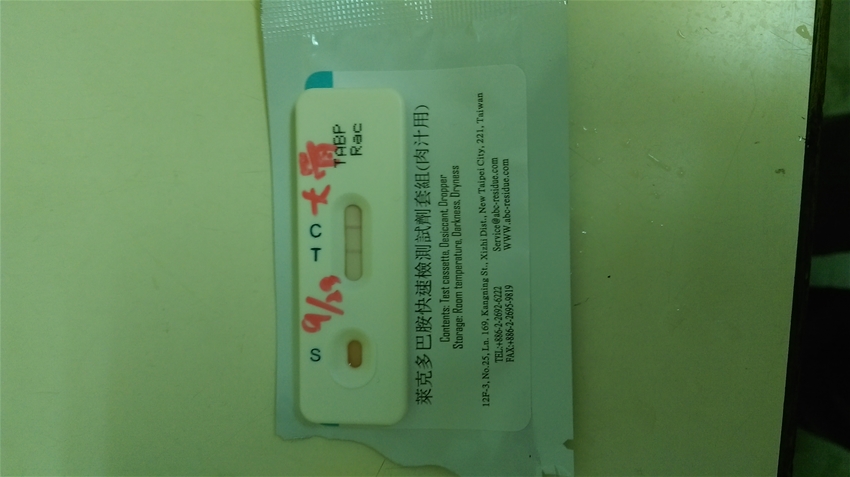 TABP
Rac
大
C
T
9/29
S
萊克多巴胺快速檢測試劑套組(肉汁用)
Contents: Test cassette, Desiccant, Dropper
Storage: Room temperature, Darkness, Dryness
12F-3, No.25, Ln. 169, Kangning St., Xizhi Dist., New Taipei City, 221, Taiwan
TEL:+886-2-2692-6222 Service@abc-residue.com
FAX:+886-2-2695-9819 WWW.abc-residue.com